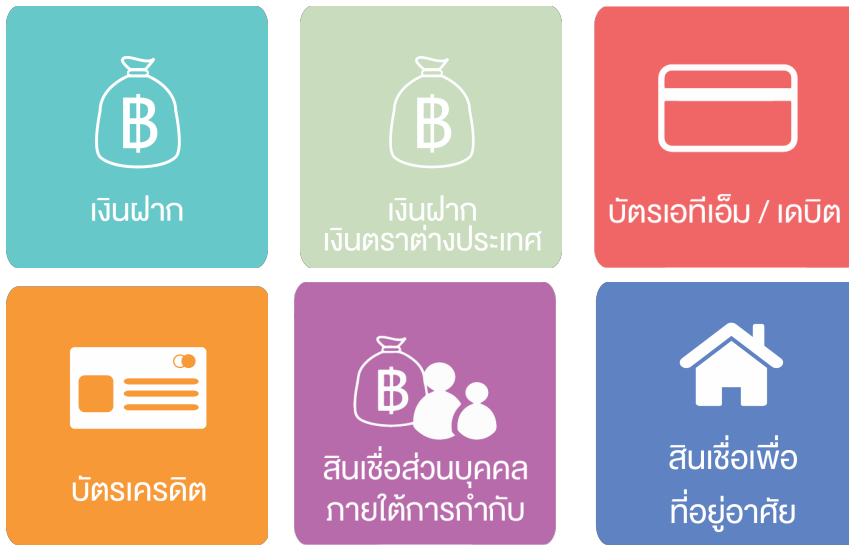 เงินฝาก
เงินฝาก
เงินตราต่างประเทศ
บัตรเอทีเอ็ม / เดบิต
บัตรเครดิต
สินเชื่อส่วนบุคคล
ภายใต้การกำกับ
สินเชื่อเพื่อ
ที่อยู่อาศัย